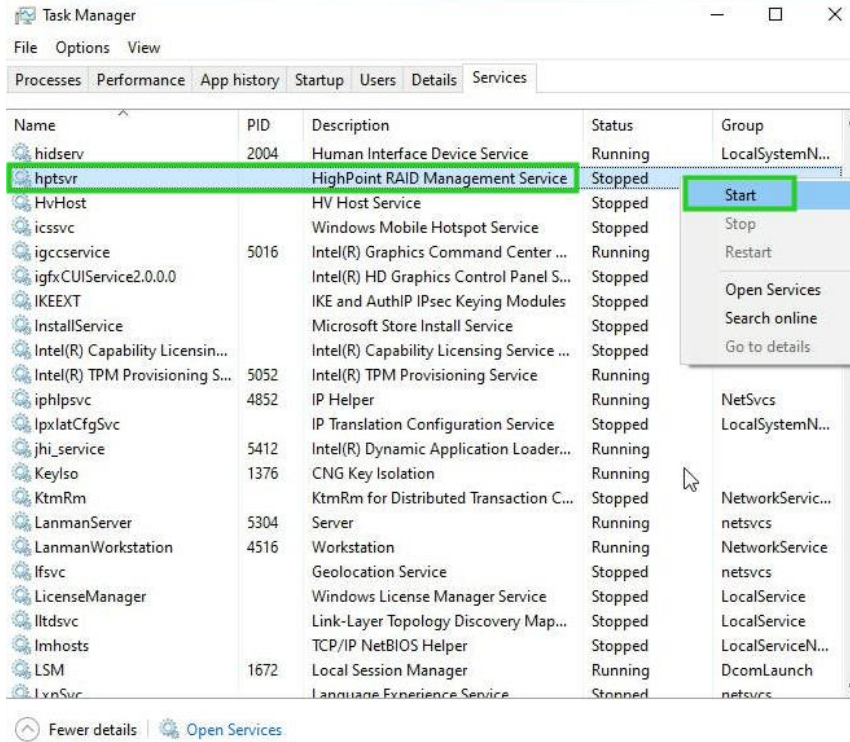 Task Manager
File Options View
Processes Performance App history Startup Users Details Services
Name PID Description Status Group
hidserv 2004 Human Interface Device Service Running LocalSystemN...
hptsvr HighPoint RAID Management Service Stopped
HvHost HV Host Service Stopped
icssvc Windows Mobile Hotspot Service Stopped
igccservice 5016 Intel(R) Graphics Command Center ... Running
igfxCUIService2.0.0.0 Intel(R) HD Graphics Control Panel S... Stopped
IKEEXT IKE and AuthIP IPsec Keying Modules Stopped
InstallService Microsoft Store Install Service Stopped
Intel(R) Capability Licensin... Intel(R) Capability Licensing Service ... Stopped
Intel(R) TPM Provisioning S... 5052 Intel(R) TPM Provisioning Service Running
iphlpsvc 4852 IP Helper Running NetSvcs
IpxlatCfgSvc IP Translation Configuration Service Stopped LocalSystemN...
jhi_service 5412 Intel(R) Dynamic Application Loader... Running
KeyIso 1376 CNG Key Isolation Running
KtmRm KtmRm for Distributed Transaction C... Stopped NetworkServic...
LanmanServer 5304 Server Running netsvcs
LanmanWorkstation 4516 Workstation Running NetworkService
lfsvc Geolocation Service Stopped netsvcs
LicenseManager Windows License Manager Service Stopped LocalService
lltdsvc Link-Layer Topology Discovery Map... Stopped LocalService
lmhosts TCP/IP NetBIOS Helper Stopped LocalServiceN...
LSM 1672 Local Session Manager Running DcomLaunch
LxpSvc Language Experience Service Stopped netsvcs
Start
Stop
Restart
Open Services
Search online
Go to details
Fewer details Open Services